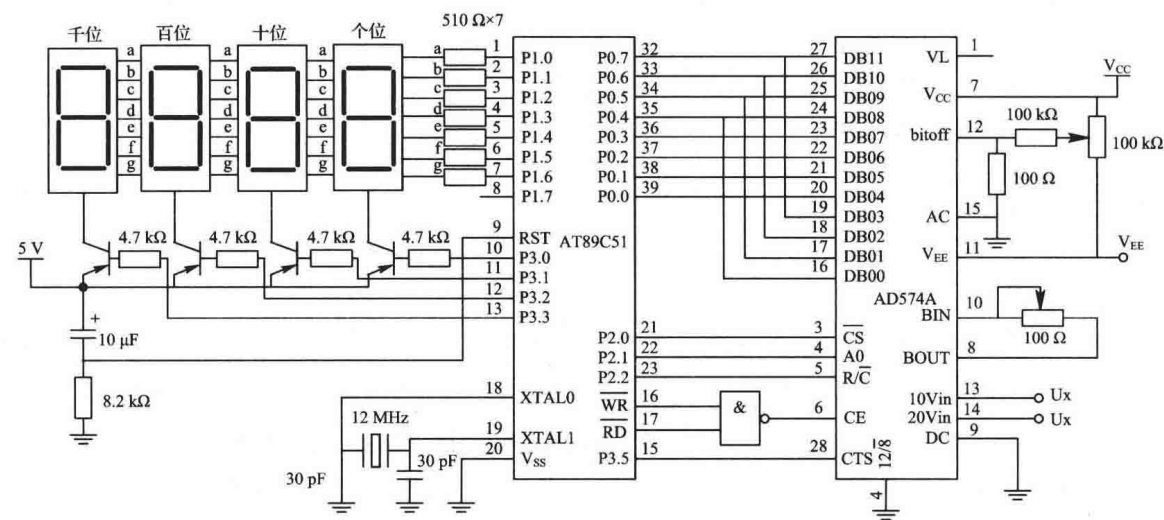 千位 百位 十位 个位 510 Ω×7
a a a a 1 P1.0
b b b b 2 P1.1
c c c c 3 P1.2
d d d d 4 P1.3
e e e e 5 P1.4
f f f f 6 P1.5
g g g g 7 P1.6
8 P1.7
9 RST
10 P3.0
11 P3.1
12 P3.2
13 P3.3
4.7 kΩ 4.7 kΩ 4.7 kΩ 4.7 kΩ
5 V
+
10 μF
8.2 kΩ
18 XTAL0
12 MHz
19 XTAL1
20 VSS
30 pF
30 pF
AT89C51
P0.7 32
P0.6 33
P0.5 34
P0.4 35
P0.3 36
P0.2 37
P0.1 38
P0.0 39
P2.0 21
P2.1 22
P2.2 23
W̅R̅ 16
R̅D̅ 17
P3.5 15
&
27 DB11
26 DB10
25 DB09
24 DB08
23 DB07
22 DB06
21 DB05
20 DB04
19 DB03
18 DB02
17 DB01
16 DB00
AD574A
3 C̅S̅
4 A0
5 R/C̅
6 CE
28 CTS
12/8̅
4
VL 1
VCC 7
VCC
bitoff 12
100 kΩ
100 kΩ
100 Ω
AC 15
VEE 11
VEE
BIN 10
100 Ω
BOUT 8
10Vin 13 Ux
20Vin 14 Ux
DC 9